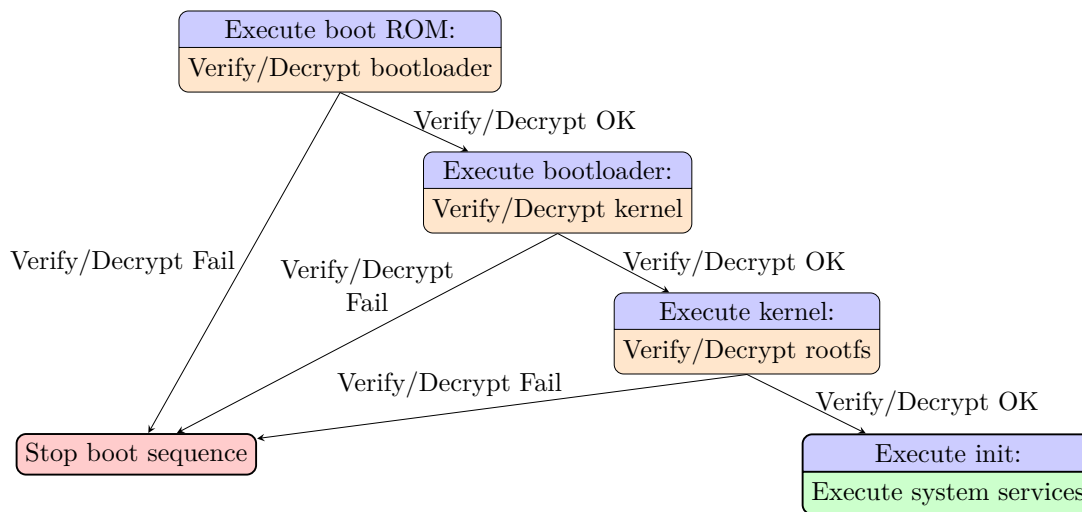 Execute boot ROM:
Verify/Decrypt bootloader
Verify/Decrypt OK
Execute bootloader:
Verify/Decrypt kernel
Verify/Decrypt Fail
Verify/Decrypt
Fail
Verify/Decrypt OK
Execute kernel:
Verify/Decrypt rootfs
Verify/Decrypt Fail
Verify/Decrypt OK
Stop boot sequence
Execute init:
Execute system services